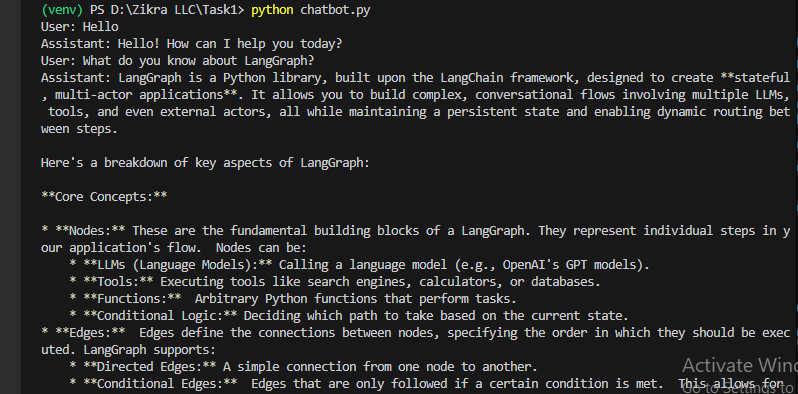 (venv) PS D:\Zikra LLC\Task1> python chatbot.py
User: Hello
Assistant: Hello! How can I help you today?
User: What do you know about LangGraph?
Assistant: LangGraph is a Python library, built upon the LangChain framework, designed to create **stateful
, multi-actor applications**. It allows you to build complex, conversational flows involving multiple LLMs,
 tools, and even external actors, all while maintaining a persistent state and enabling dynamic routing bet
ween steps.

Here's a breakdown of key aspects of LangGraph:

**Core Concepts:**

* **Nodes:** These are the fundamental building blocks of a LangGraph. They represent individual steps in y
our application's flow.  Nodes can be:
    * **LLMs (Language Models):** Calling a language model (e.g., OpenAI's GPT models).
    * **Tools:** Executing tools like search engines, calculators, or databases.
    * **Functions:**  Arbitrary Python functions that perform tasks.
    * **Conditional Logic:** Deciding which path to take based on the current state.
* **Edges:**  Edges define the connections between nodes, specifying the order in which they should be exec
uted. LangGraph supports:
    * **Directed Edges:** A simple connection from one node to another.
    * **Conditional Edges:**  Edges that are only followed if a certain condition is met.  This allows for
Activate Wind
Go to Settings to